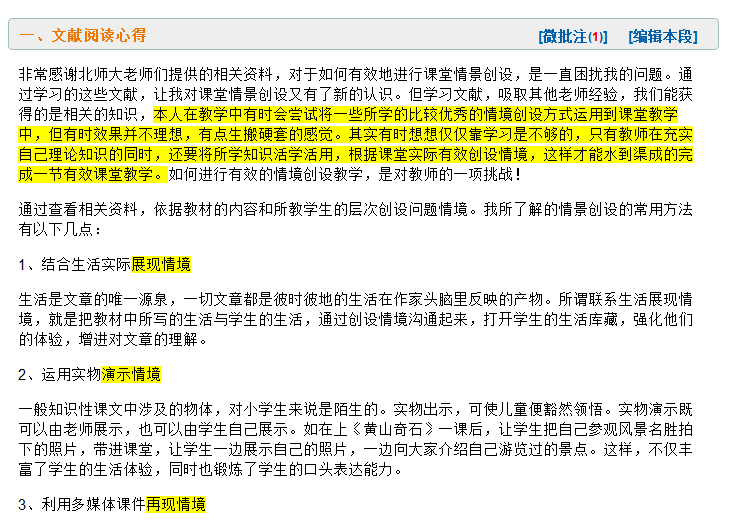 一、文献阅读心得 [微批注(1)] [编辑本段]
非常感谢北师大老师们提供的相关资料，对于如何有效地进行课堂情景创设，是一直困扰我的问题。通
过学习的这些文献，让我对课堂情景创设又有了新的认识。但学习文献，吸取其他老师经验，我们能获
得的是相关的知识，本人在教学中有时会尝试将一些所学的比较优秀的情境创设方式运用到课堂教学
中，但有时效果并不理想，有点生搬硬套的感觉。其实有时想想仅仅靠学习是不够的，只有教师在充实
自己理论知识的同时，还要将所学知识活学活用，根据课堂实际有效创设情境，这样才能水到渠成的完
成一节有效课堂教学。如何进行有效的情境创设教学，是对教师的一项挑战！
通过查看相关资料，依据教材的内容和所教学生的层次创设问题情境。我所了解的情景创设的常用方法
有以下几点：
1、结合生活实际展现情境
生活是文章的唯一源泉，一切文章都是彼时彼地的生活在作家头脑里反映的产物。所谓联系生活展现情
境，就是把教材中所写的生活与学生的生活，通过创设情境沟通起来，打开学生的生活库藏，强化他们
的体验，增进对文章的理解。
2、运用实物演示情境
一般知识性课文中涉及的物体，对小学生来说是陌生的。实物出示，可使儿童便豁然领悟。实物演示既
可以由老师展示，也可以由学生自己展示。如在上《黄山奇石》一课后，让学生把自己参观风景名胜拍
下的照片，带进课堂，让学生一边展示自己的照片，一边向大家介绍自己游览过的景点。这样，不仅丰
富了学生的生活体验，同时也锻炼了学生的口头表达能力。
3、利用多媒体课件再现情境